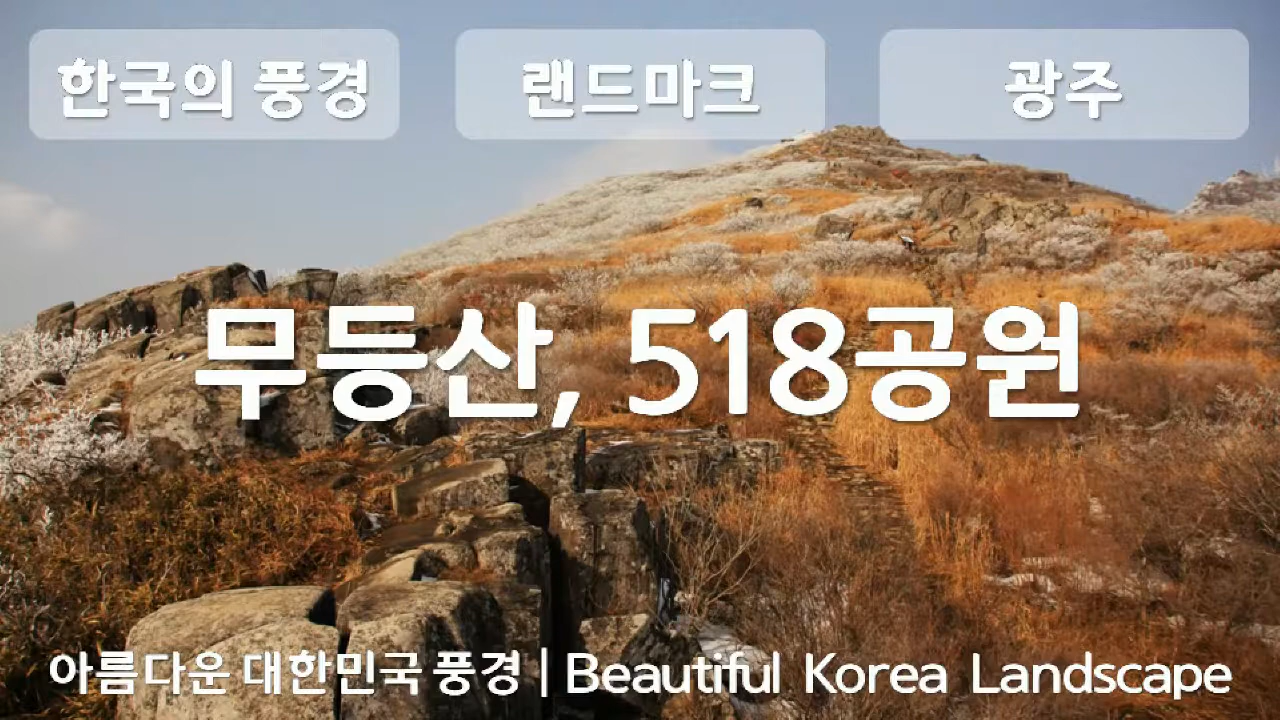 한국의 풍경
랜드마크
광주
무등산, 518공원
아름다운 대한민국 풍경 | Beautiful Korea Landscape